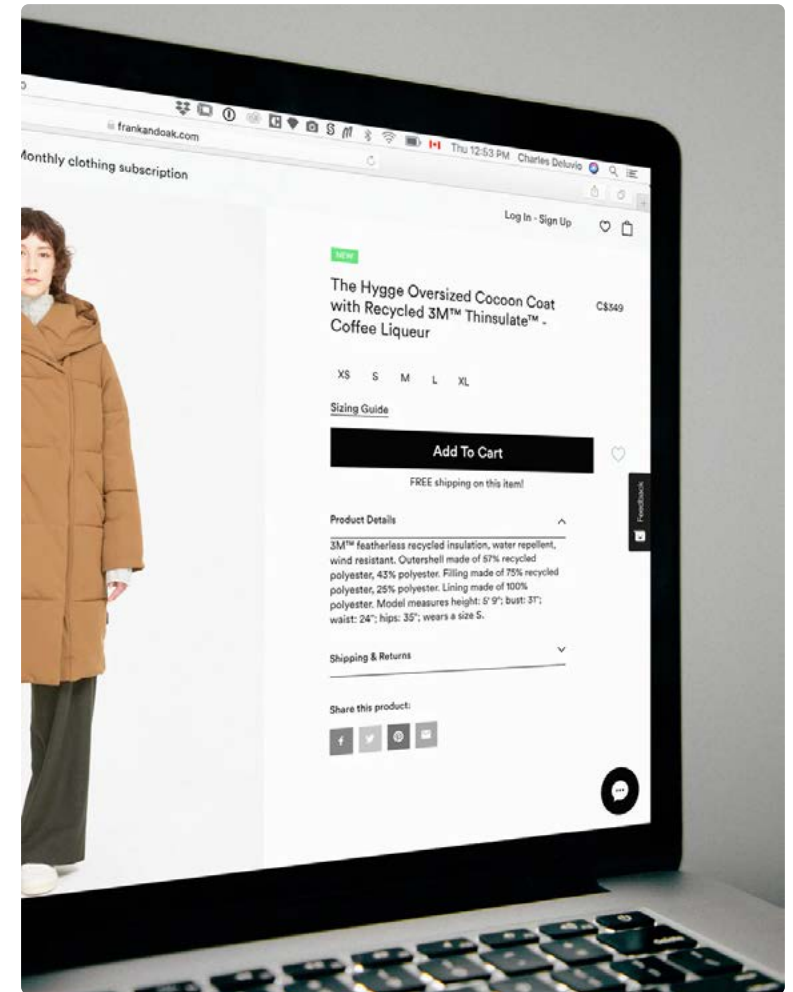 Thu 12:53 PM Charles Deluvio
frankandoak.com
Monthly clothing subscription
Log In - Sign Up
NEW
The Hygge Oversized Cocoon Coat
with Recycled 3M™ Thinsulate™ -
Coffee Liqueur
C$349
XS S M L XL
Sizing Guide
Add To Cart
FREE shipping on this item!
Feedback
Product Details
3M™ featherless recycled insulation, water repellent,
wind resistant. Outershell made of 57% recycled
polyester, 43% polyester. Filling made of 75% recycled
polyester, 25% polyester. Lining made of 100%
polyester. Model measures height: 5' 9"; bust: 31";
waist: 24"; hips: 35"; wears a size S.
Shipping & Returns
Share this product: